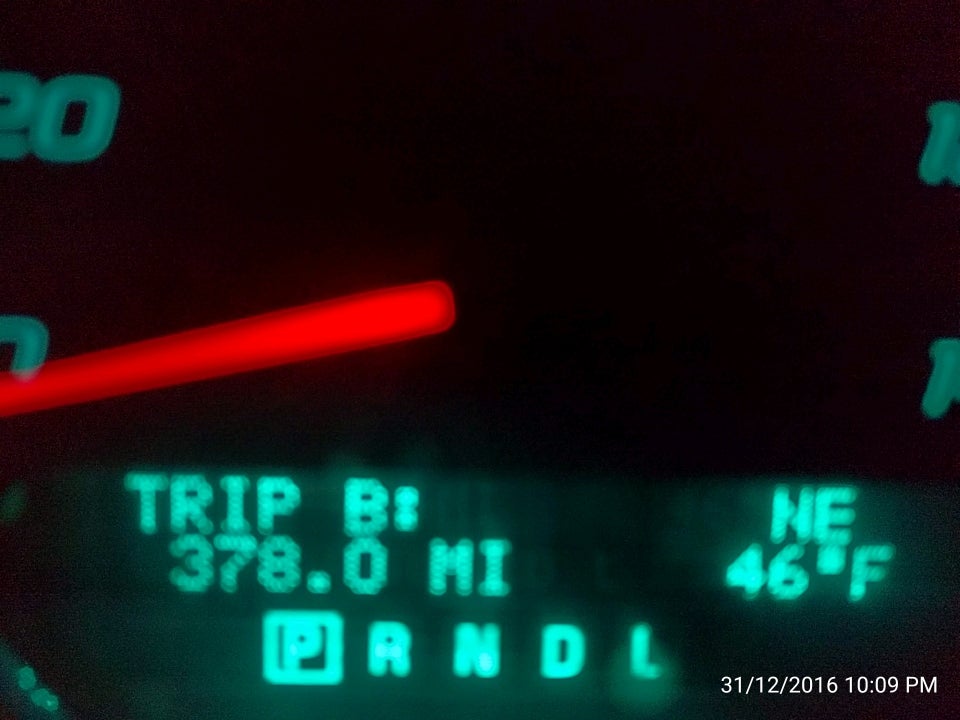 20
TRIP B: NE
378.0 MI 46°F
P R N D L
31/12/2016 10:09 PM